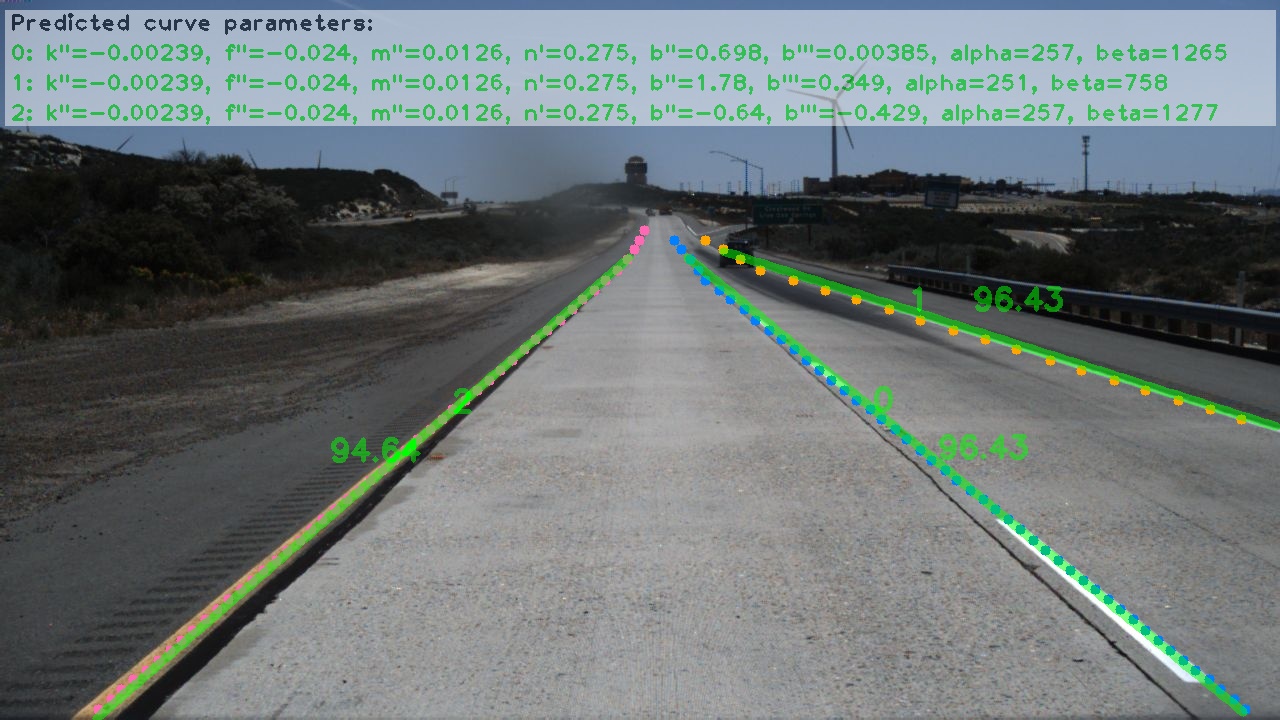 Predicted curve parameters:
0: k''=-0.00239, f''=-0.024, m''=0.0126, n'=0.275, b''=0.698, b'''=0.00385, alpha=257, beta=1265
1: k''=-0.00239, f''=-0.024, m''=0.0126, n'=0.275, b''=1.78, b'''=0.349, alpha=251, beta=758
2: k''=-0.00239, f''=-0.024, m''=0.0126, n'=0.275, b''=-0.64, b'''=-0.429, alpha=257, beta=1277
1 96.43
2
0
94.64
96.43